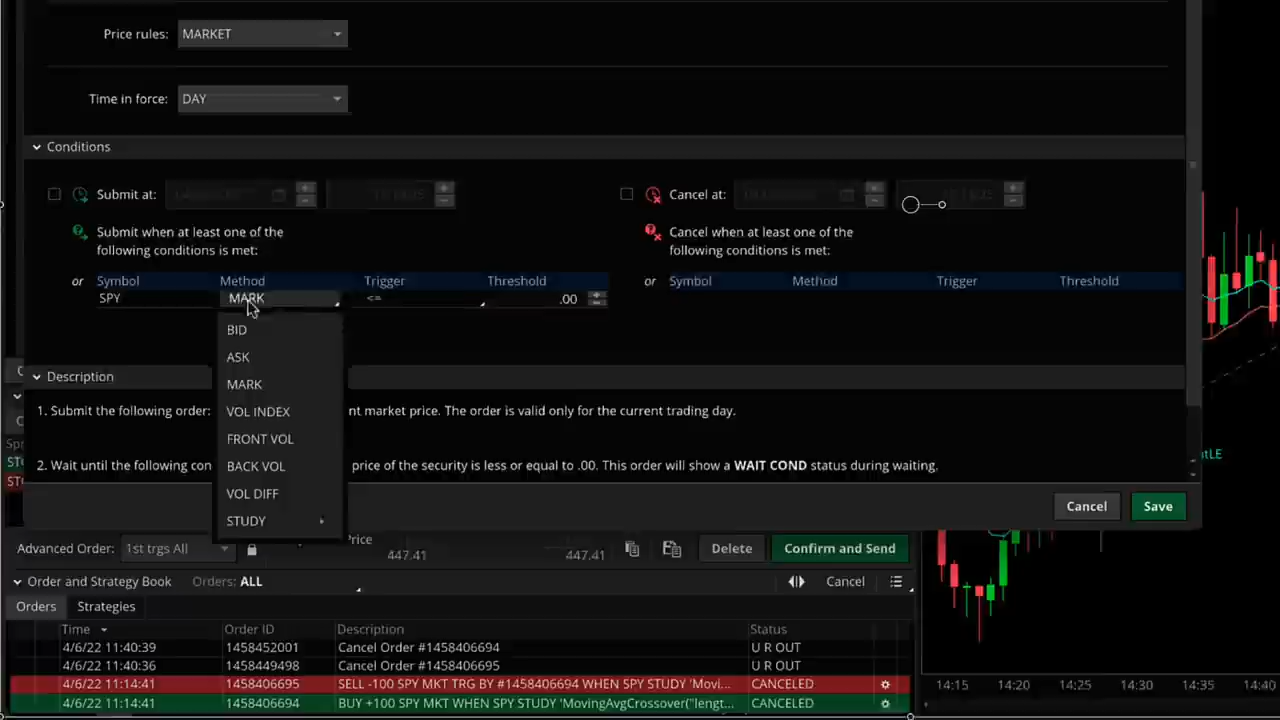 Price rules: MARKET
Time in force: DAY
Conditions
Submit at:
Cancel at:
Submit when at least one of the
following conditions is met:
Cancel when at least one of the
following conditions is met:
or Symbol Method Trigger Threshold
or Symbol Method Trigger Threshold
SPY MARK <= .00
BID
ASK
MARK
VOL INDEX
FRONT VOL
BACK VOL
VOL DIFF
STUDY
Description
1. Submit the following order: nt market price. The order is valid only for the current trading day.
2. Wait until the following con price of the security is less or equal to .00. This order will show a WAIT COND status during waiting.
Cancel Save
Advanced Order: 1st trgs All
rice
447.41
447.41
Delete Confirm and Send
Order and Strategy Book Orders: ALL Cancel
Orders Strategies
Time Order ID Description Status
4/6/22 11:40:39 1458452001 Cancel Order #1458406694 U R OUT
4/6/22 11:40:36 1458449498 Cancel Order #1458406695 U R OUT
4/6/22 11:14:41 1458406695 SELL -100 SPY MKT TRG BY #1458406694 WHEN SPY STUDY 'Movi... CANCELED
4/6/22 11:14:41 1458406694 BUY +100 SPY MKT WHEN SPY STUDY 'MovingAvgCrossover("lengt... CANCELED
tLE
14:15 14:20 14:25 14:30 14:35 14:40